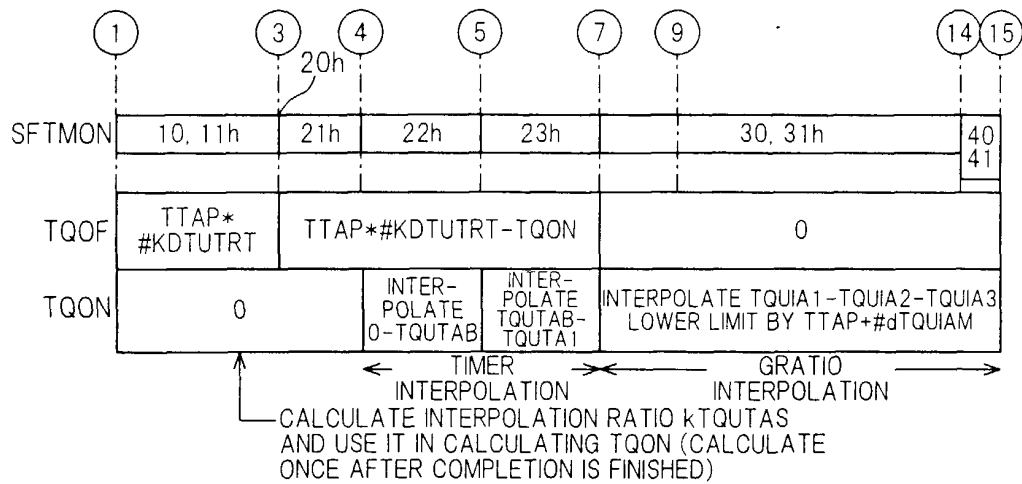 1 3 4 5 7 9 14 15
20h
SFTMON 10, 11h 21h 22h 23h 30, 31h 40
41
TQOF TTAP*
#KDTUTRT
TTAP*#KDTUTRT-TQON
0
TQON 0
INTER-
POLATE
0-TQUTAB
INTER-
POLATE
TQUTAB-
TQUTA1
INTERPOLATE TQUIA1-TQUIA2-TQUIA3
LOWER LIMIT BY TTAP+#dTQUIAM
TIMER
INTERPOLATION
GRATIO
INTERPOLATION
CALCULATE INTERPOLATION RATIO kTQUTAS
AND USE IT IN CALCULATING TQON (CALCULATE
ONCE AFTER COMPLETION IS FINISHED)